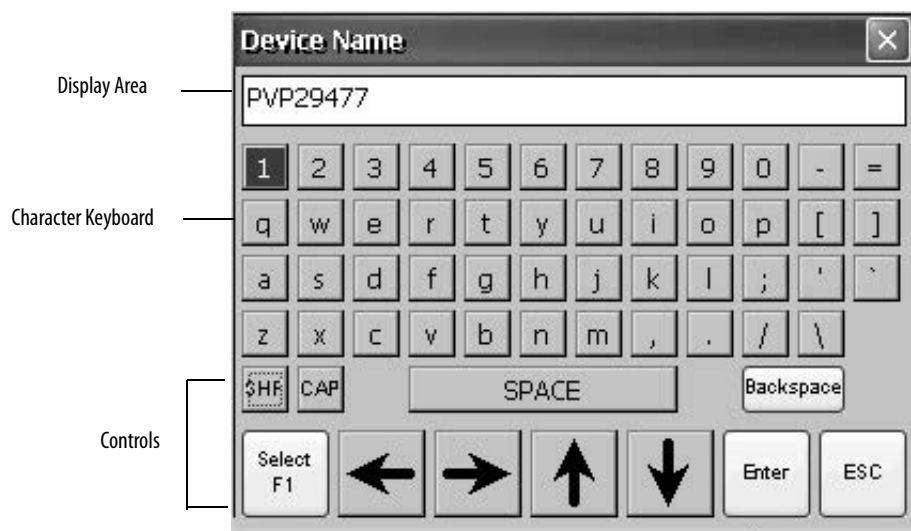 Device Name
Display Area
PVP29477
1 2 3 4 5 6 7 8 9 0 - =
Character Keyboard
q w e r t y u i o p [ ]
a s d f g h j k l ; ' `
z x c v b n m , . / \
SHF CAP SPACE Backspace
Controls
Select F1 Enter ESC